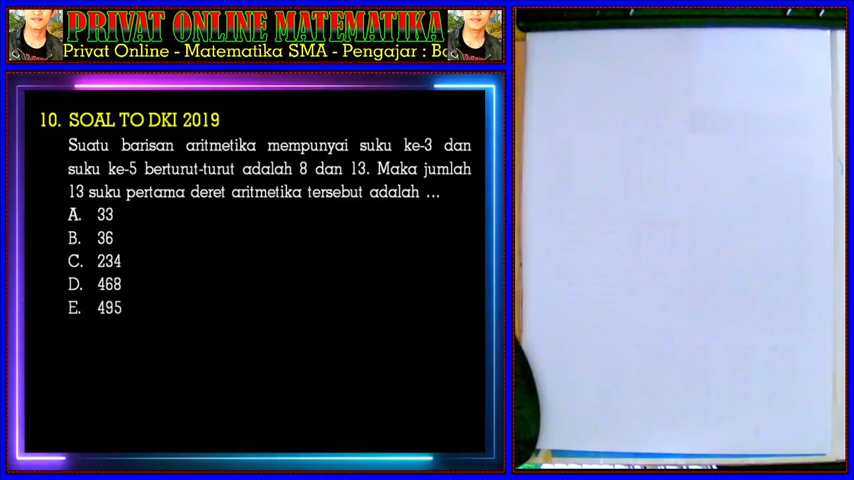 PRIVAT ONLINE MATEMATIKA
Privat Online - Matematika SMA - Pengajar :
10. SOAL TO DKI 2019
Suatu barisan aritmetika mempunyai suku ke-3 dan
suku ke-5 berturut-turut adalah 8 dan 13. Maka jumlah
13 suku pertama deret aritmetika tersebut adalah ...
A. 33
B. 36
C. 234
D. 468
E. 495